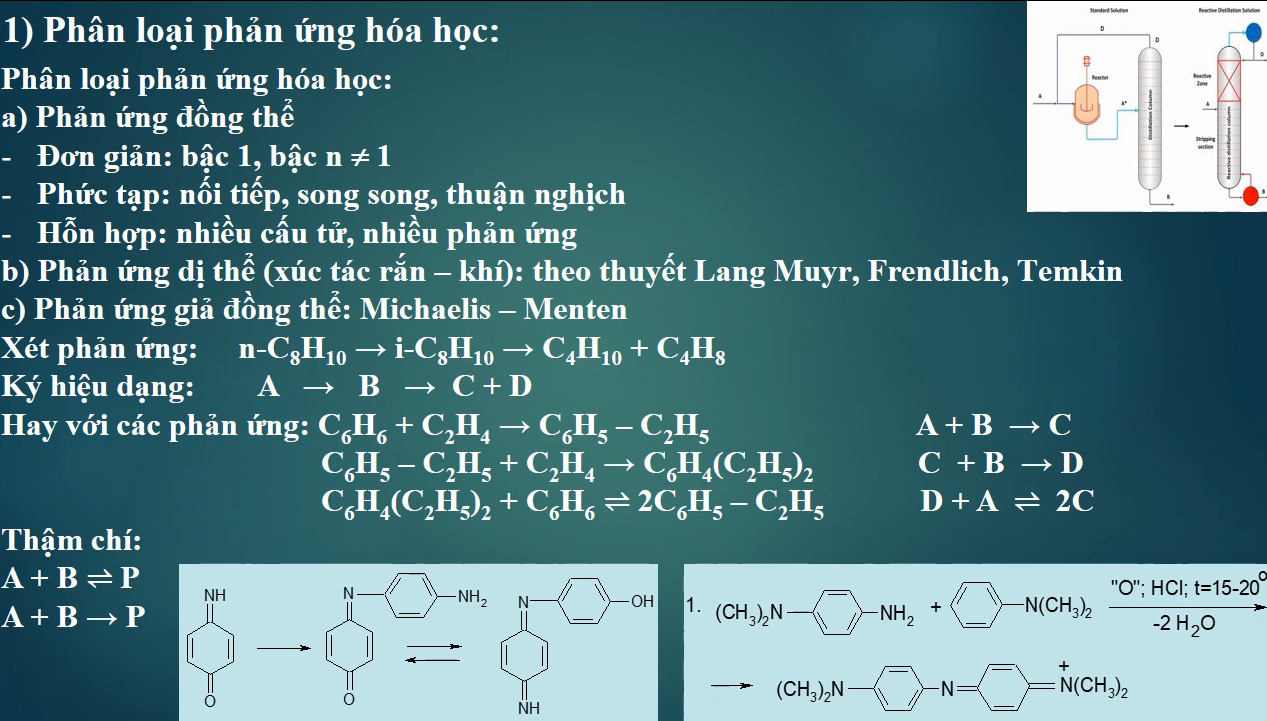 1) Phân loại phản ứng hóa học:
Phân loại phản ứng hóa học:
a) Phản ứng đồng thể
- Đơn giản: bậc 1, bậc n ≠ 1
- Phức tạp: nối tiếp, song song, thuận nghịch
- Hỗn hợp: nhiều cấu tử, nhiều phản ứng
b) Phản ứng dị thể (xúc tác rắn – khí): theo thuyết Lang Muyr, Frendlich, Temkin
c) Phản ứng giả đồng thể: Michaelis – Menten
Xét phản ứng: n-C₈H₁₀ → i-C₈H₁₀ → C₄H₁₀ + C₄H₈
Ký hiệu dạng: A → B → C + D
Hay với các phản ứng: C₆H₆ + C₂H₄ → C₆H₅ – C₂H₅ A + B → C
C₆H₅ – C₂H₅ + C₂H₄ → C₆H₄(C₂H₅)₂ C + B → D
C₆H₄(C₂H₅)₂ + C₆H₆ ⇌ 2C₆H₅ – C₂H₅ D + A ⇌ 2C
Thậm chí:
A + B ⇌ P
A + B → P
Standard Solution
D
D
Reactor
A
A*
Distillation Column
B
Reactive Distillation Solution
D
Reactive
Zone
A
Stripping
section
Reactive distillation column
B
NH
O
N
NH₂
O
N
OH
NH
1. (CH₃)₂N NH₂ + N(CH₃)₂ "O"; HCl; t=15-20°
-2 H₂O
(CH₃)₂N N N(CH₃)₂
+